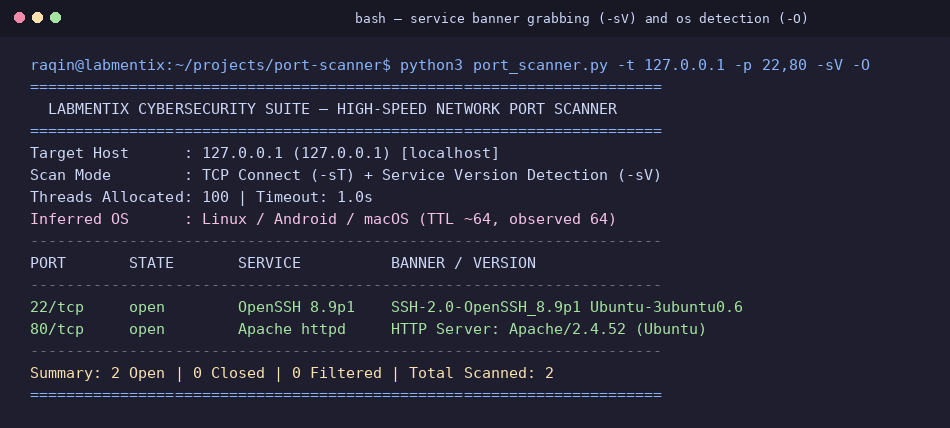 bash — service banner grabbing (-sV) and os detection (-O)
raqin@labmentix:~/projects/port-scanner$ python3 port_scanner.py -t 127.0.0.1 -p 22,80 -sV -O
======================================================================
  LABMENTIX CYBERSECURITY SUITE — HIGH-SPEED NETWORK PORT SCANNER
======================================================================
Target Host      : 127.0.0.1 (127.0.0.1) [localhost]
Scan Mode        : TCP Connect (-sT) + Service Version Detection (-sV)
Threads Allocated: 100 | Timeout: 1.0s
Inferred OS      : Linux / Android / macOS (TTL ~64, observed 64)
----------------------------------------------------------------------
PORT       STATE       SERVICE          BANNER / VERSION
----------------------------------------------------------------------
22/tcp     open        OpenSSH 8.9p1    SSH-2.0-OpenSSH_8.9p1 Ubuntu-3ubuntu0.6
80/tcp     open        Apache httpd     HTTP Server: Apache/2.4.52 (Ubuntu)
----------------------------------------------------------------------
Summary: 2 Open | 0 Closed | 0 Filtered | Total Scanned: 2
======================================================================